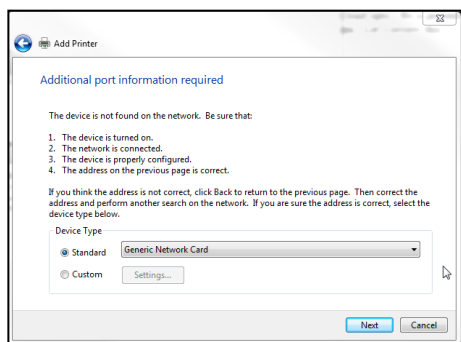 Add Printer
Additional port information required
The device is not found on the network. Be sure that:
1. The device is turned on.
2. The network is connected.
3. The device is properly configured.
4. The address on the previous page is correct.
If you think the address is not correct, click Back to return to the previous page. Then correct the
address and perform another search on the network. If you are sure the address is correct, select the
device type below.
Device Type
Standard
Generic Network Card
Custom
Settings...
Next
Cancel